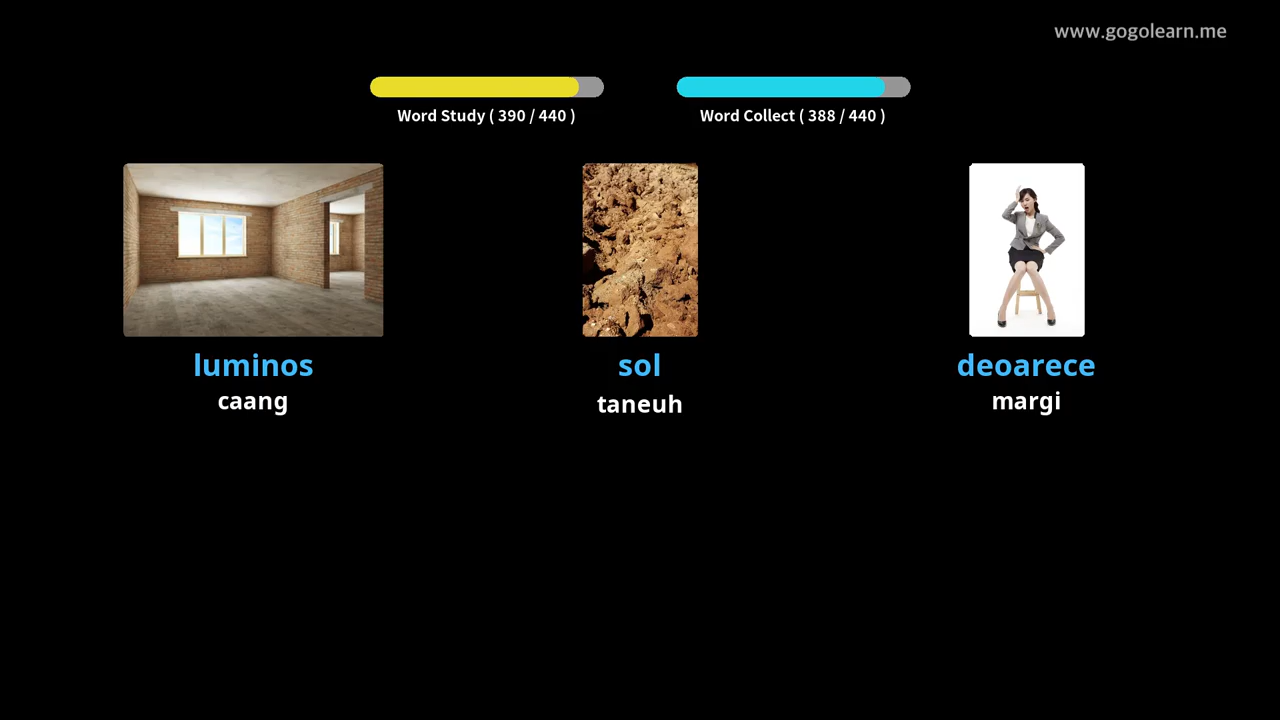 www.gogolearn.me
Word Study ( 390 / 440 )
Word Collect ( 388 / 440 )
luminos
caang
sol
taneuh
deoarece
margi